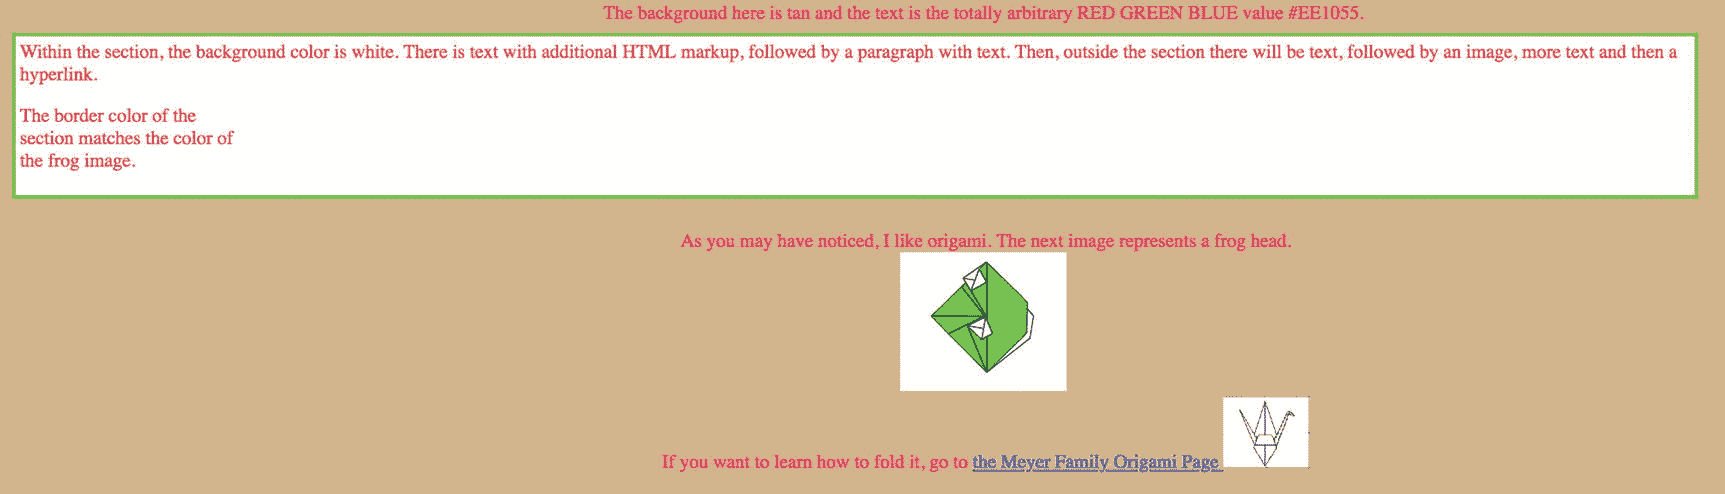 The background here is tan and the text is the totally arbitrary RED GREEN BLUE value #EE1055.
Within the section, the background color is white. There is text with additional HTML markup, followed by a paragraph with text. Then, outside the section there will be text, followed by an image, more text and then a
hyperlink.
The border color of the
section matches the color of
the frog image.
As you may have noticed, I like origami. The next image represents a frog head.
If you want to learn how to fold it, go to the Meyer Family Origami Page